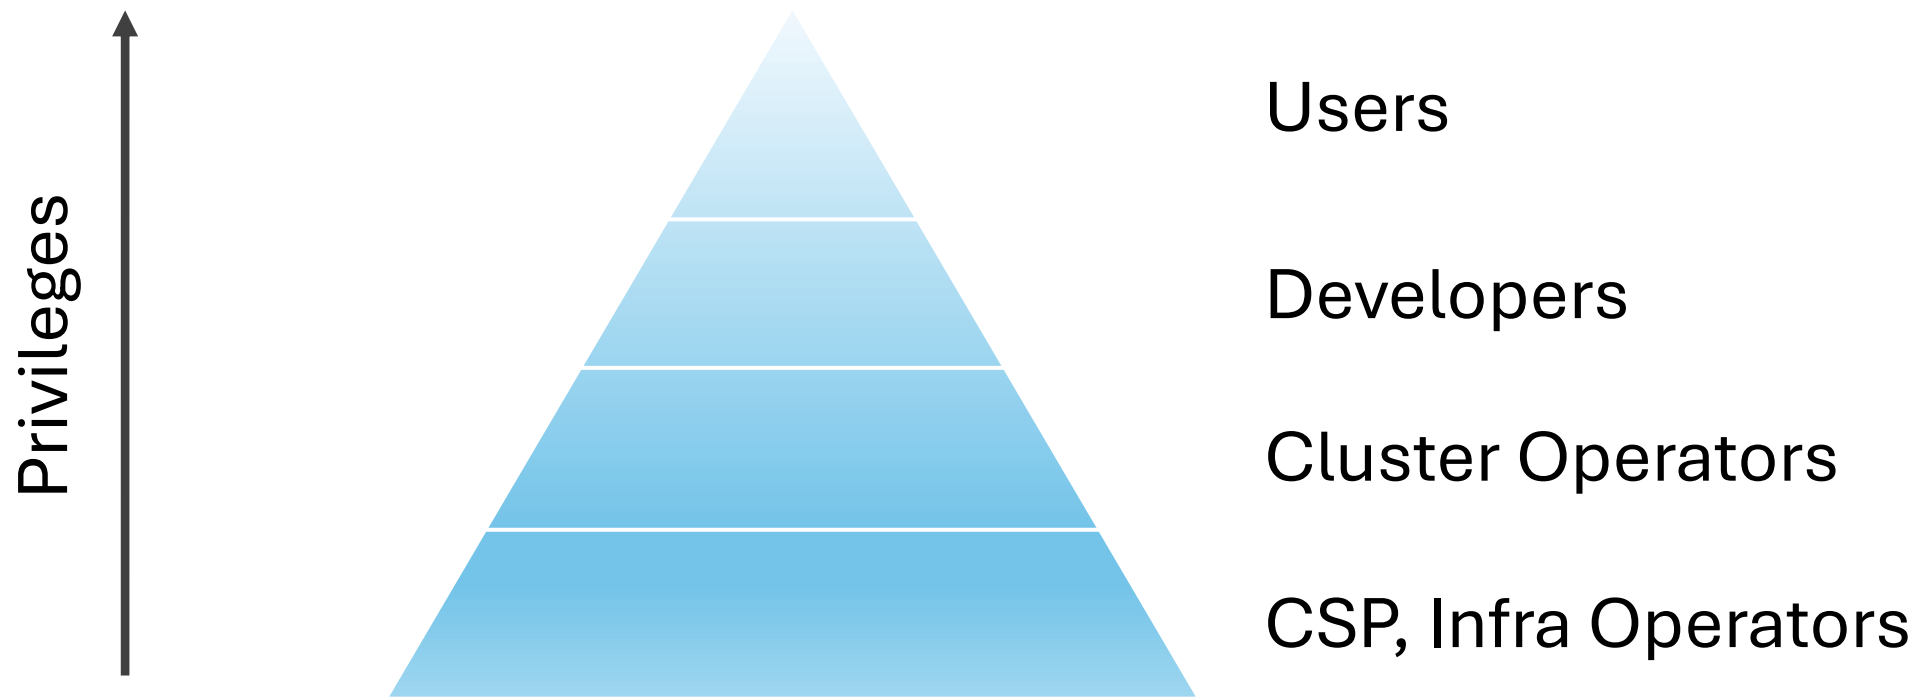 Privileges
Users
Developers
Cluster Operators
CSP, Infra Operators